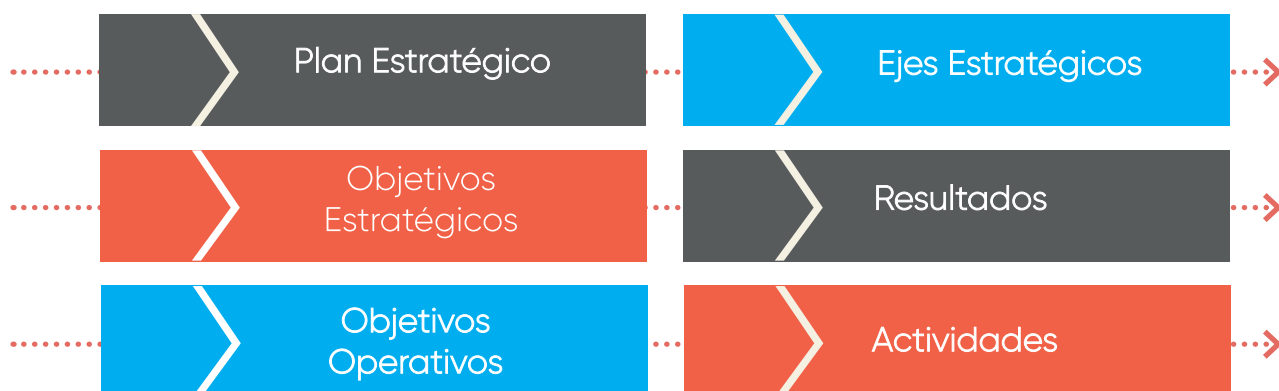 Plan Estratégico
Ejes Estratégicos
Objetivos
Estratégicos
Resultados
Objetivos
Operativos
Actividades